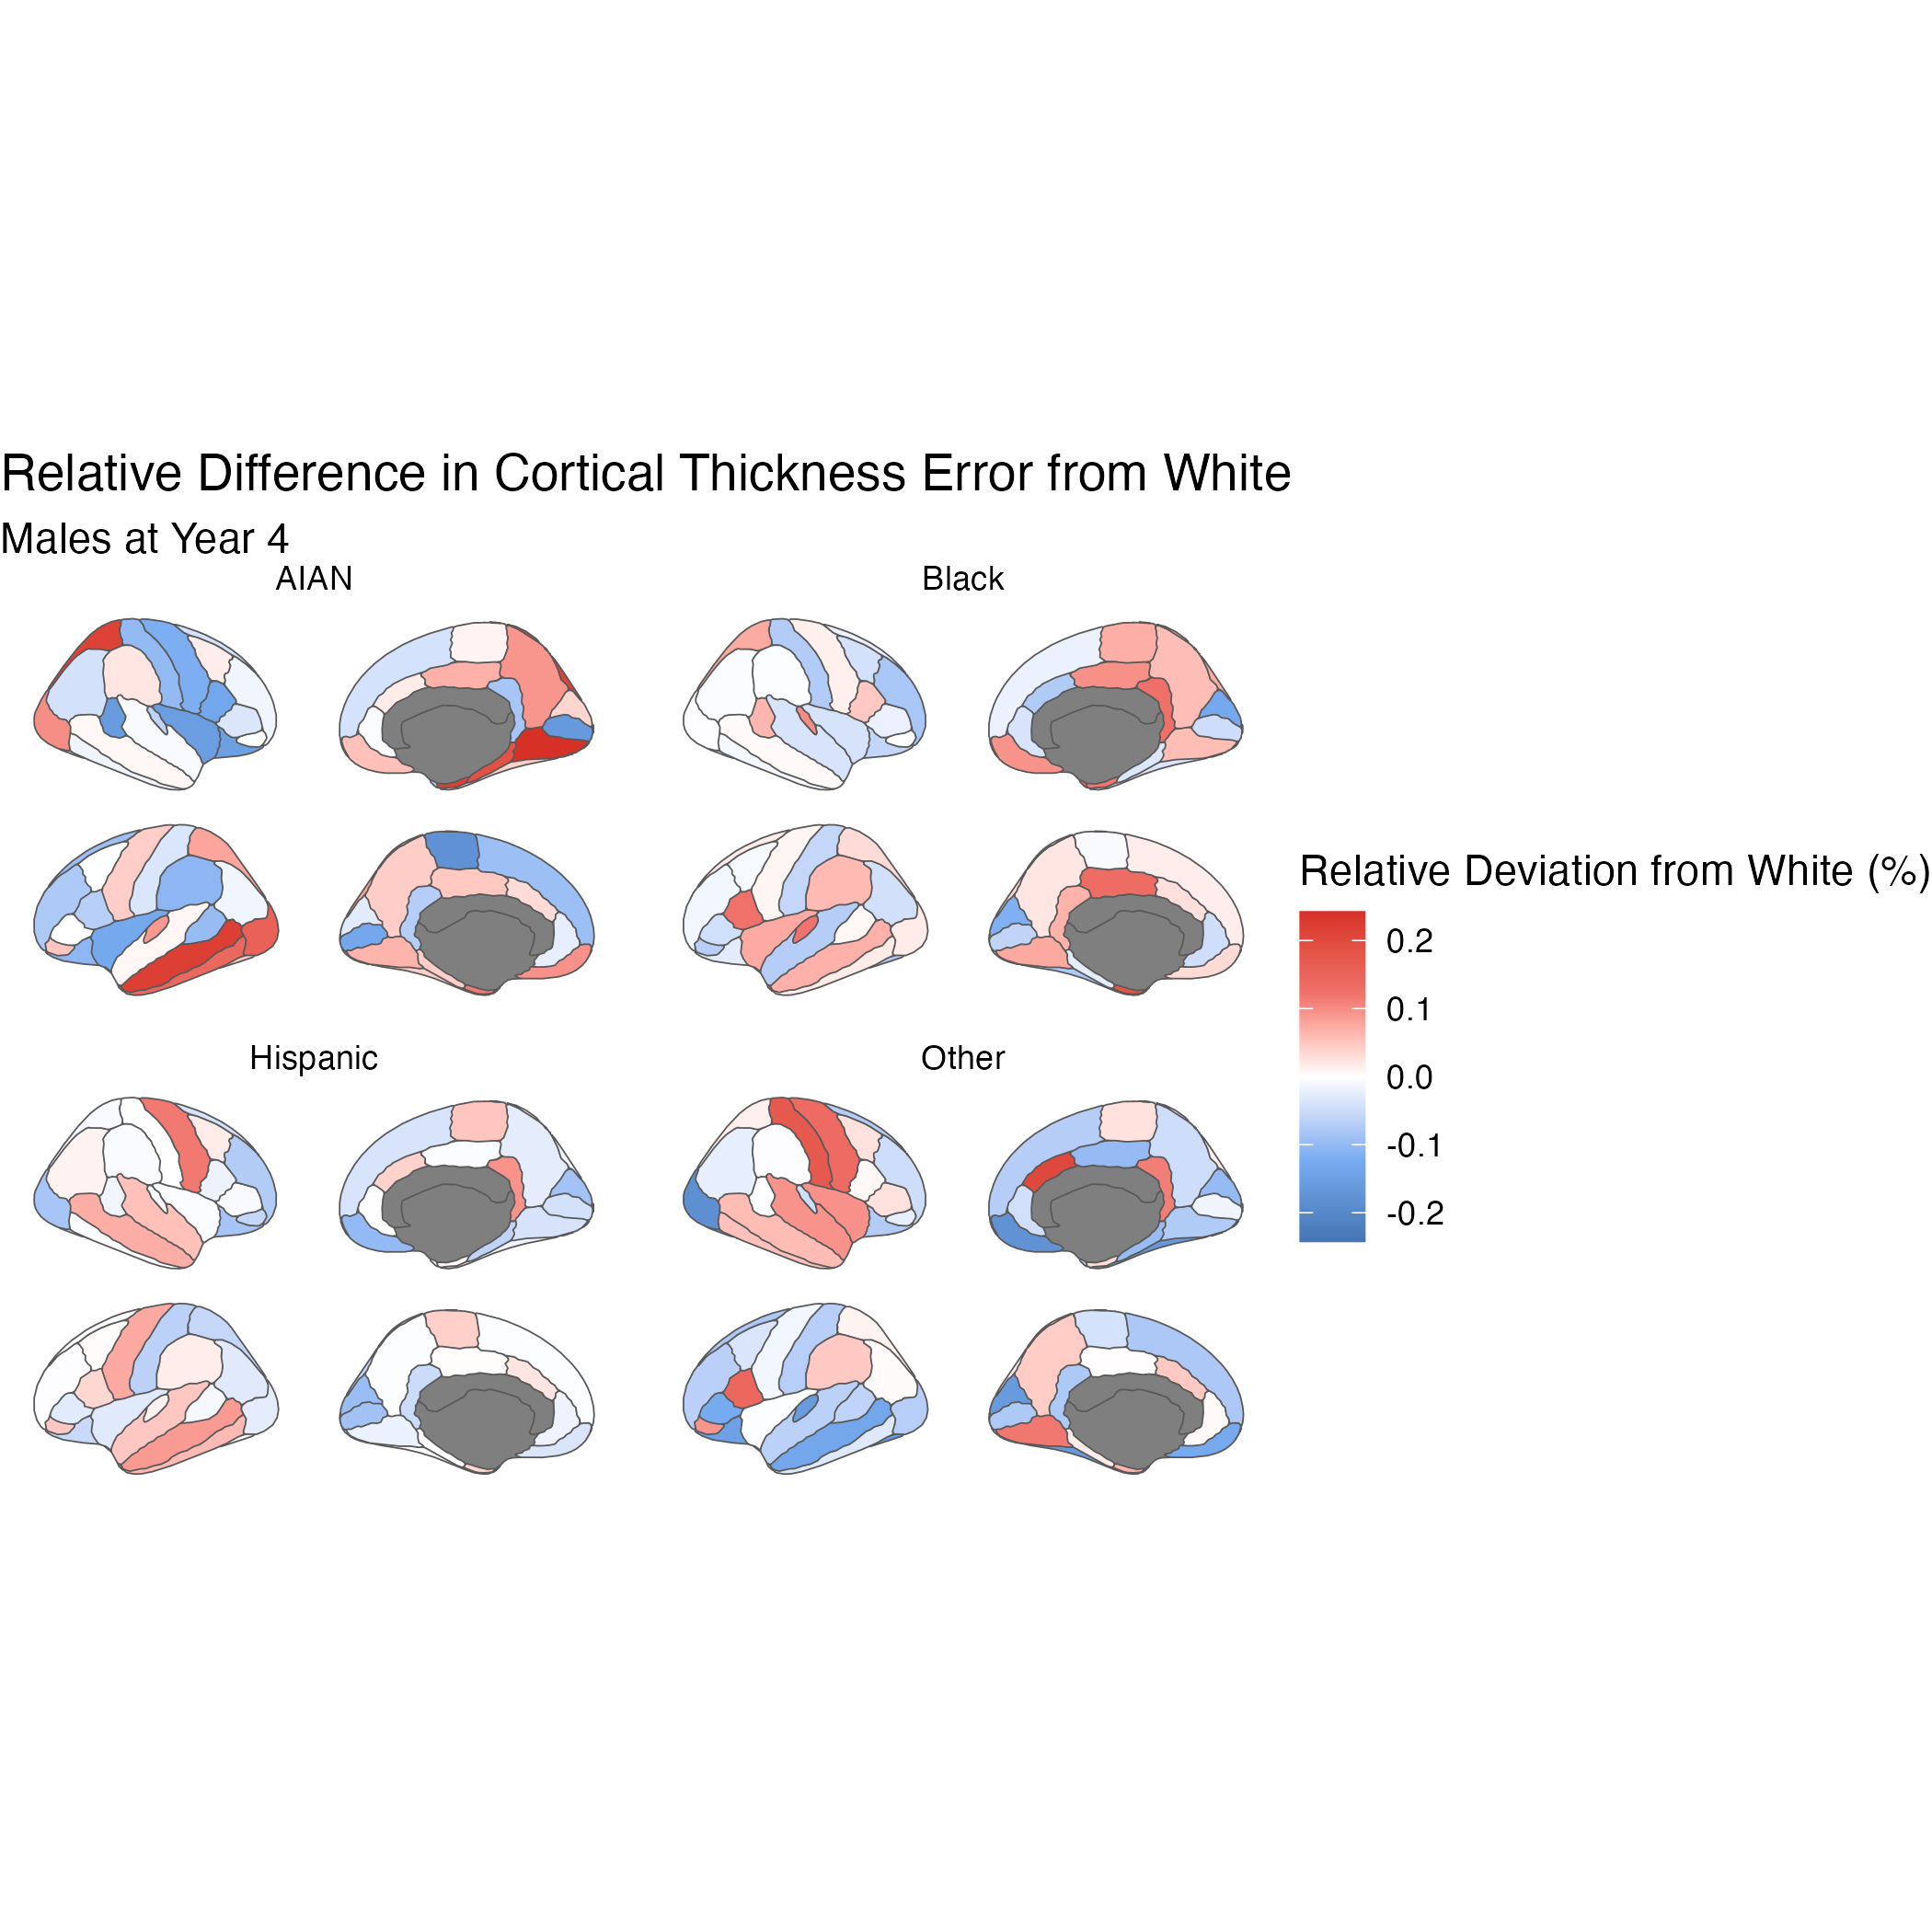 Relative Difference in Cortical Thickness Error from White
Males at Year 4
AIAN
Black
Hispanic
Other
Relative Deviation from White (%)
0.2
0.1
0.0
-0.1
-0.2